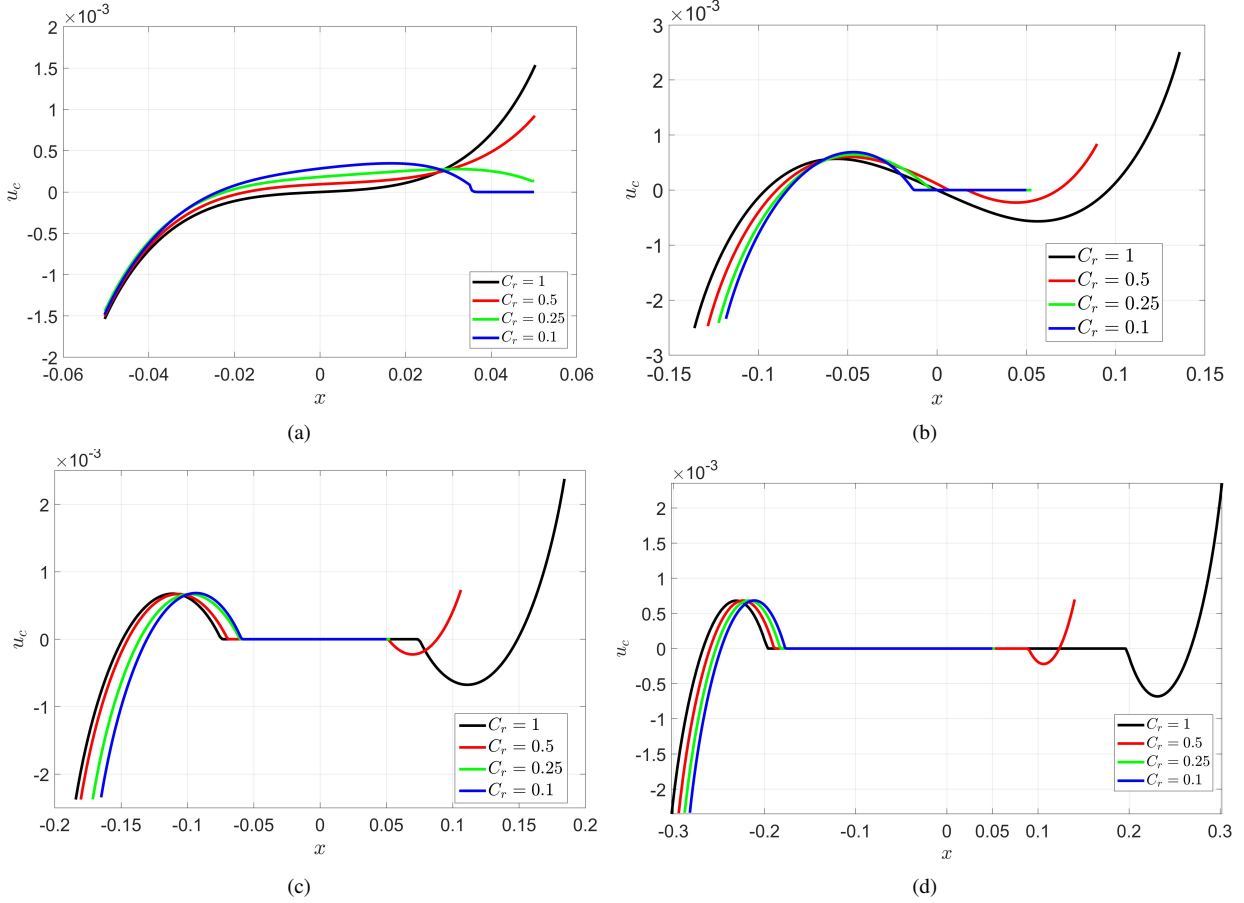 ×10⁻³
2
1.5
1
0.5
0
-0.5
-1
-1.5
-2
u_c
-0.06 -0.04 -0.02 0 0.02 0.04 0.06
x
C_r = 1
C_r = 0.5
C_r = 0.25
C_r = 0.1
(a)
×10⁻³
3
2
1
0
-1
-2
-3
u_c
-0.15 -0.1 -0.05 0 0.05 0.1 0.15
x
C_r = 1
C_r = 0.5
C_r = 0.25
C_r = 0.1
(b)
×10⁻³
2
1
0
-1
-2
u_c
-0.2 -0.15 -0.1 -0.05 0 0.05 0.1 0.15 0.2
x
C_r = 1
C_r = 0.5
C_r = 0.25
C_r = 0.1
(c)
×10⁻³
2
1.5
1
0.5
0
-0.5
-1
-1.5
-2
u_c
-0.3 -0.2 -0.1 0 0.05 0.1 0.2 0.3
x
C_r = 1
C_r = 0.5
C_r = 0.25
C_r = 0.1
(d)